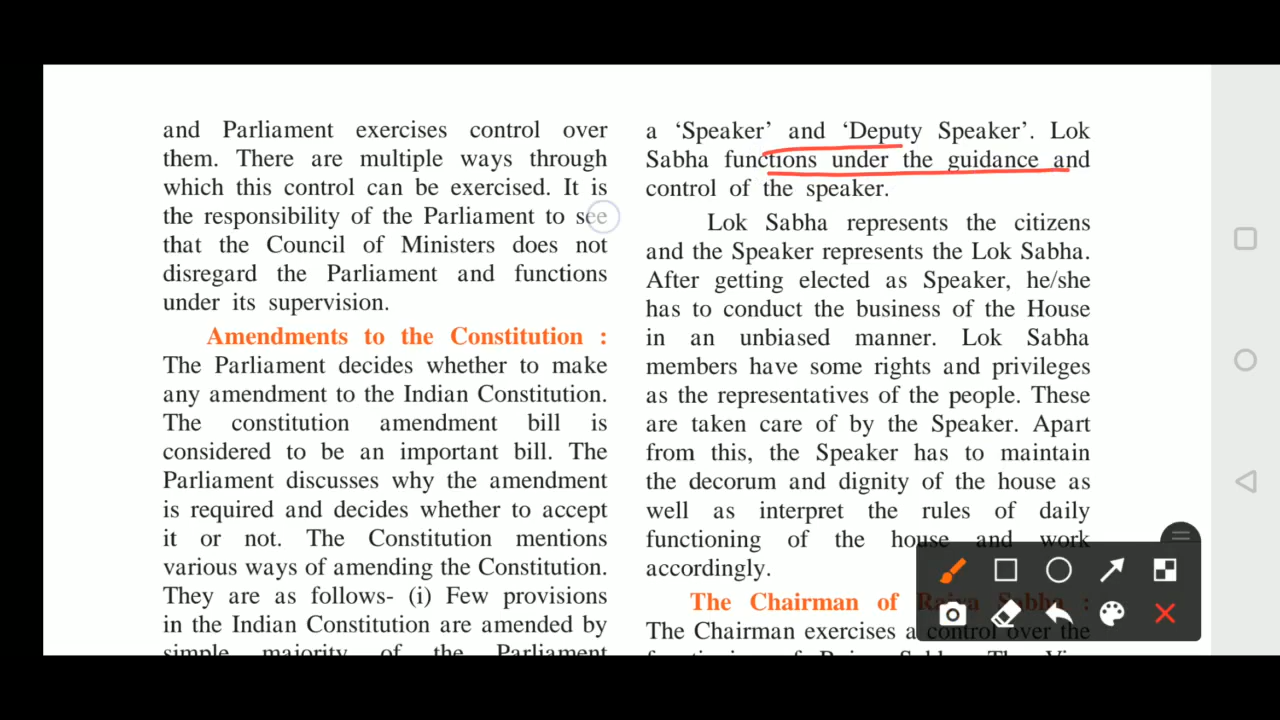 and Parliament exercises control over
them. There are multiple ways through
which this control can be exercised. It is
the responsibility of the Parliament to see
that the Council of Ministers does not
disregard the Parliament and functions
under its supervision.
Amendments to the Constitution :
The Parliament decides whether to make
any amendment to the Indian Constitution.
The constitution amendment bill is
considered to be an important bill. The
Parliament discusses why the amendment
is required and decides whether to accept
it or not. The Constitution mentions
various ways of amending the Constitution.
They are as follows- (i) Few provisions
in the Indian Constitution are amended by
simple majority of the Parliament
a ‘Speaker’ and ‘Deputy Speaker’. Lok
Sabha functions under the guidance and
control of the speaker.
Lok Sabha represents the citizens
and the Speaker represents the Lok Sabha.
After getting elected as Speaker, he/she
has to conduct the business of the House
in an unbiased manner. Lok Sabha
members have some rights and privileges
as the representatives of the people. These
are taken care of by the Speaker. Apart
from this, the Speaker has to maintain
the decorum and dignity of the house as
well as interpret the rules of daily
functioning of the house and work
accordingly.
The Chairman of Rajya Sabha :
The Chairman exercises a control over the